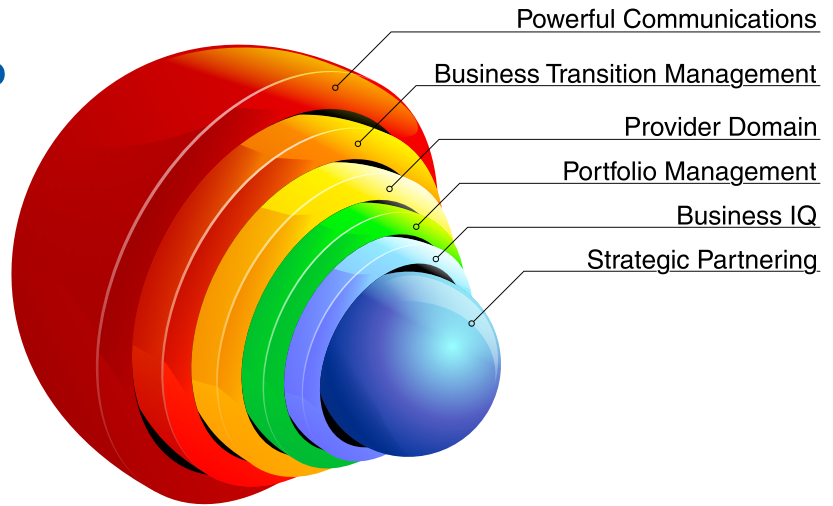 Powerful Communications
Business Transition Management
Provider Domain
Portfolio Management
Business IQ
Strategic Partnering